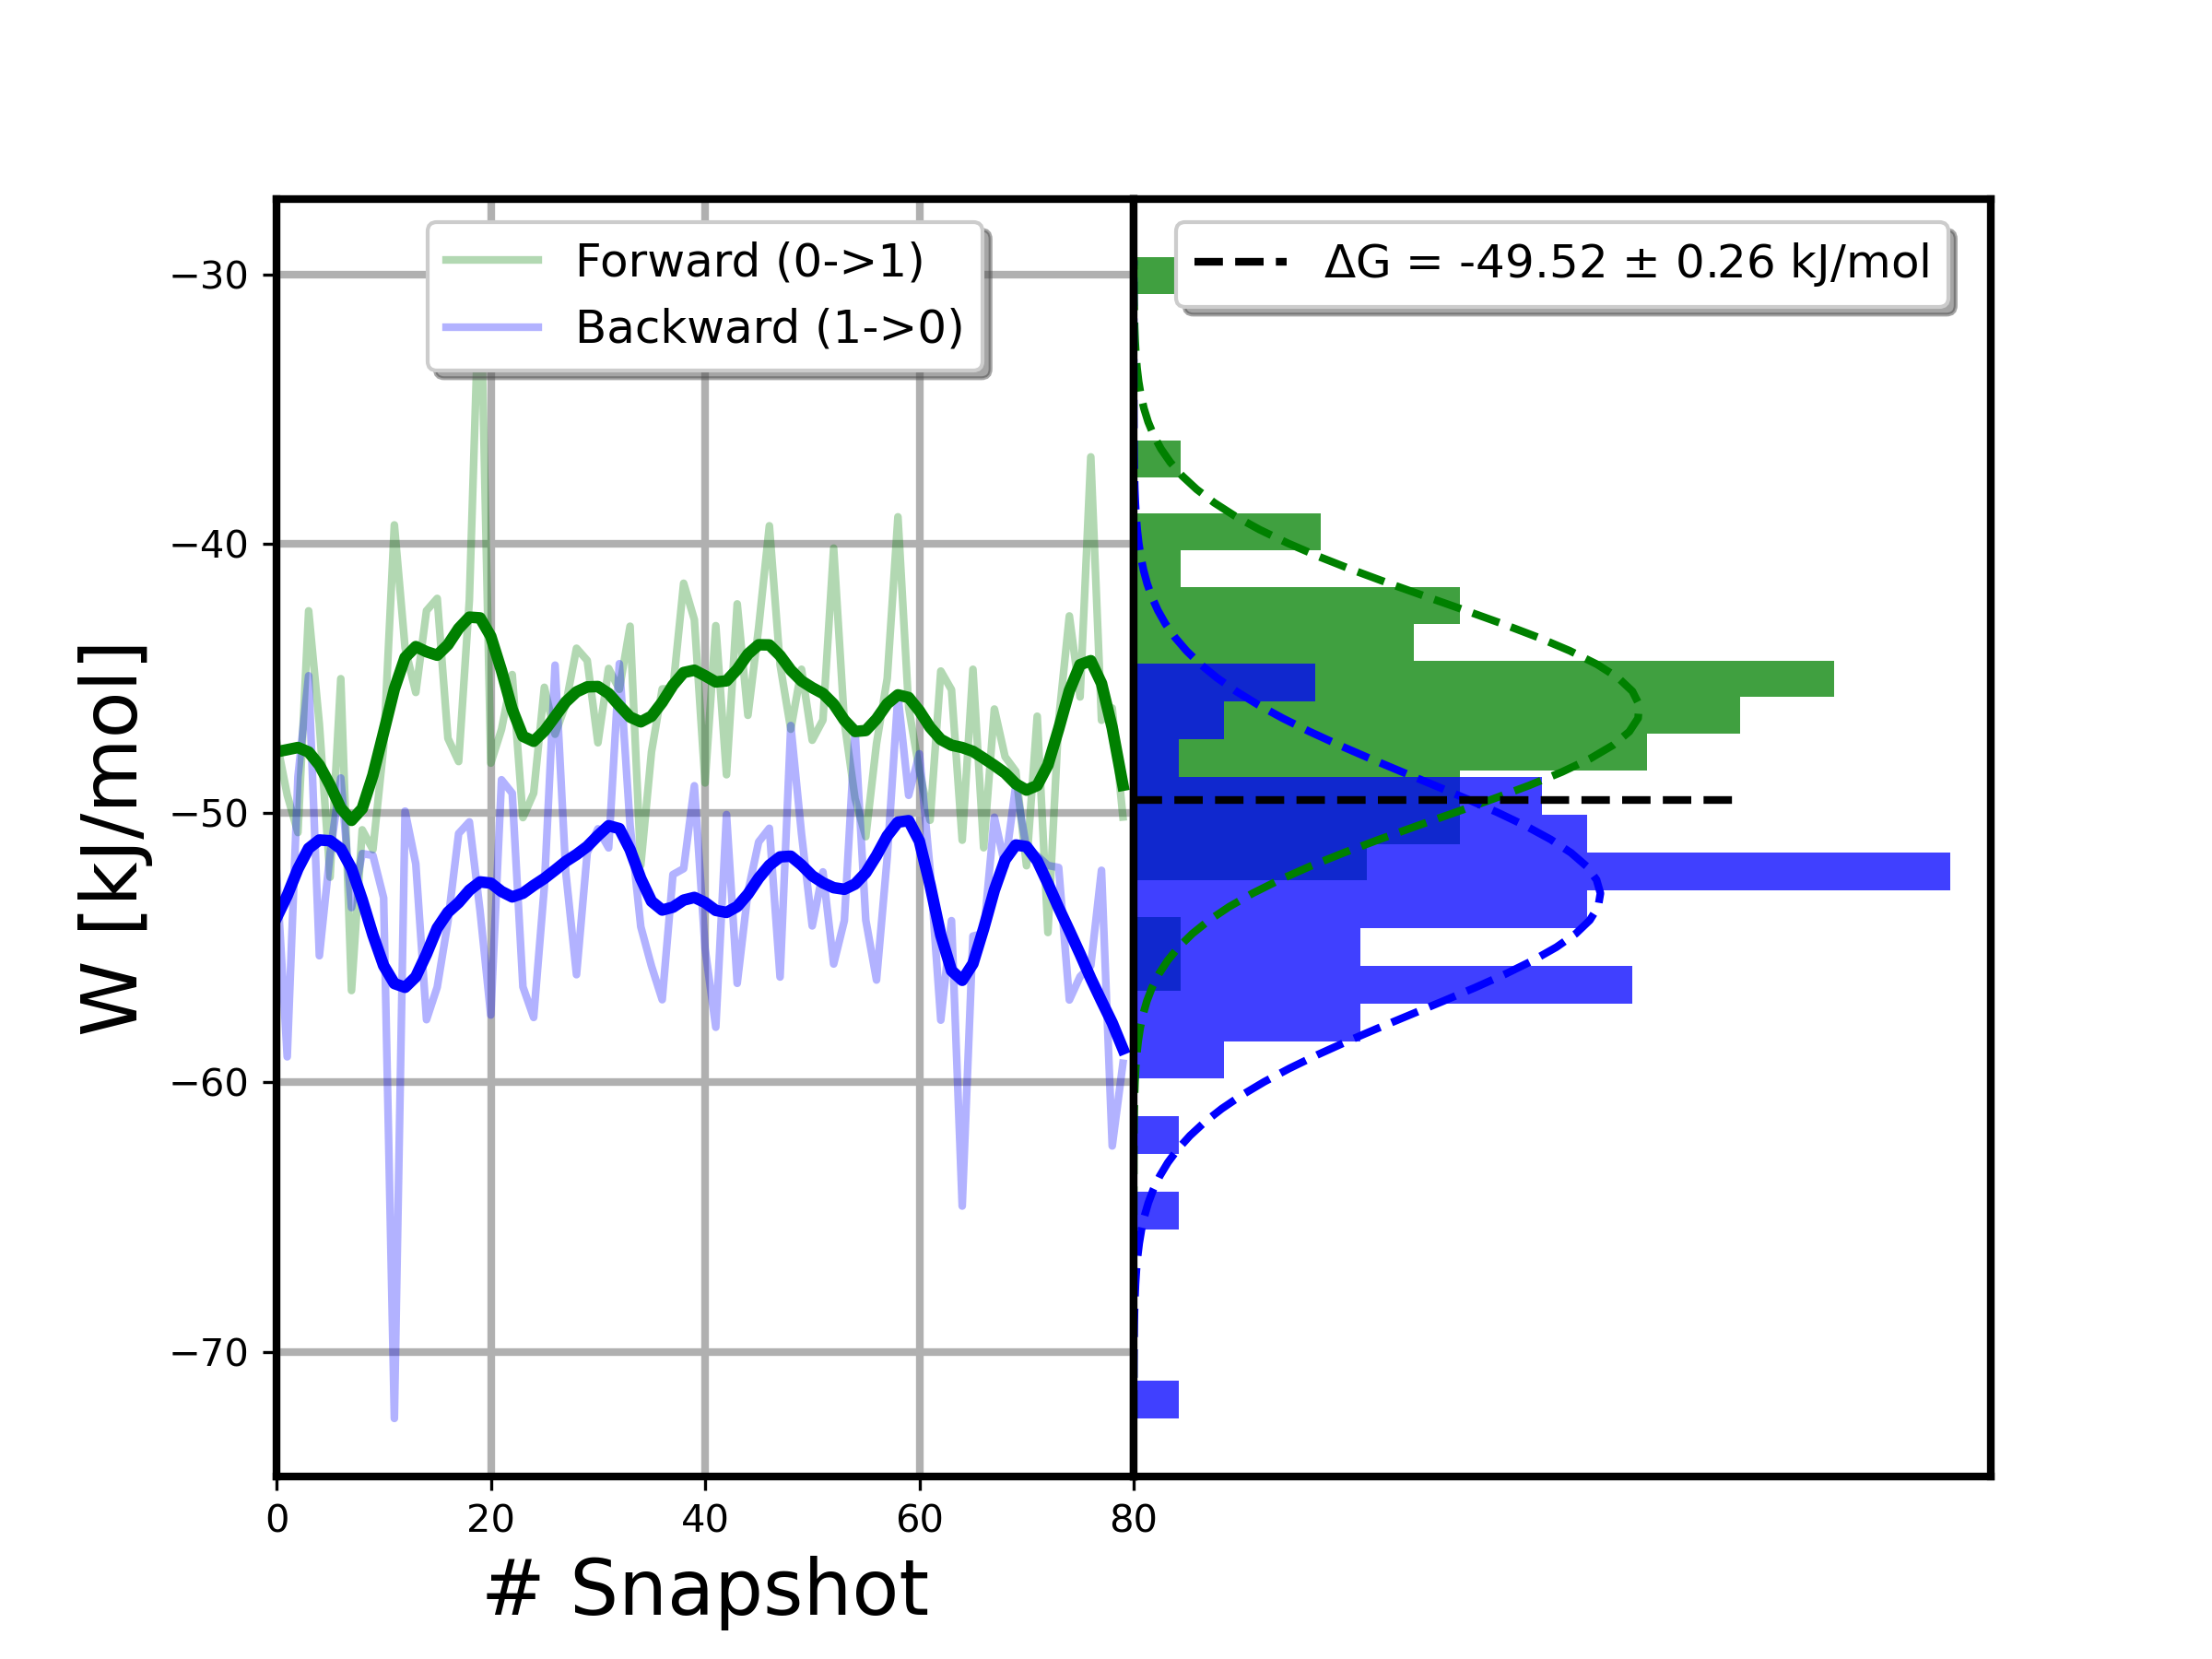 Forward (0->1)
Backward (1->0)
ΔG = -49.52 ± 0.26 kJ/mol
W [kJ/mol]
−30
−40
−50
−60
−70
0 20 40 60 80
# Snapshot